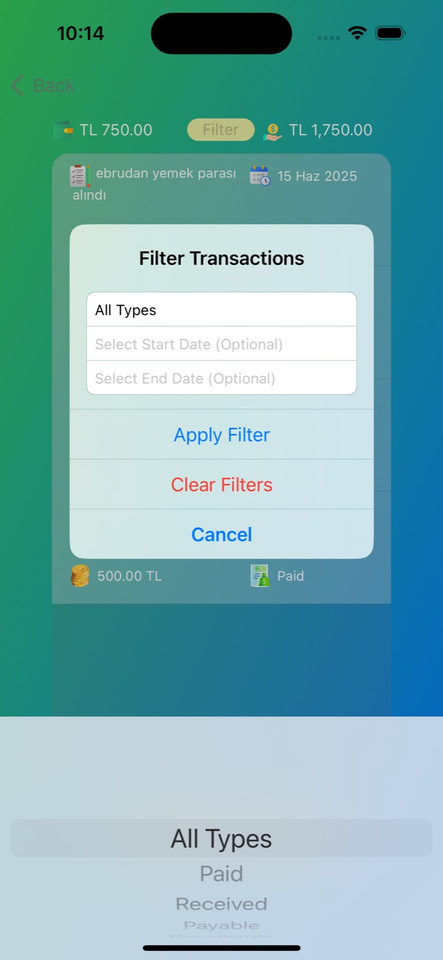 10:14
Back
TL 750.00
Filter
TL 1,750.00
ebrudan yemek parası
alındı
15 Haz 2025
Filter Transactions
All Types
Select Start Date (Optional)
Select End Date (Optional)
Apply Filter
Clear Filters
Cancel
500.00 TL
Paid
All Types
Paid
Received
Payable